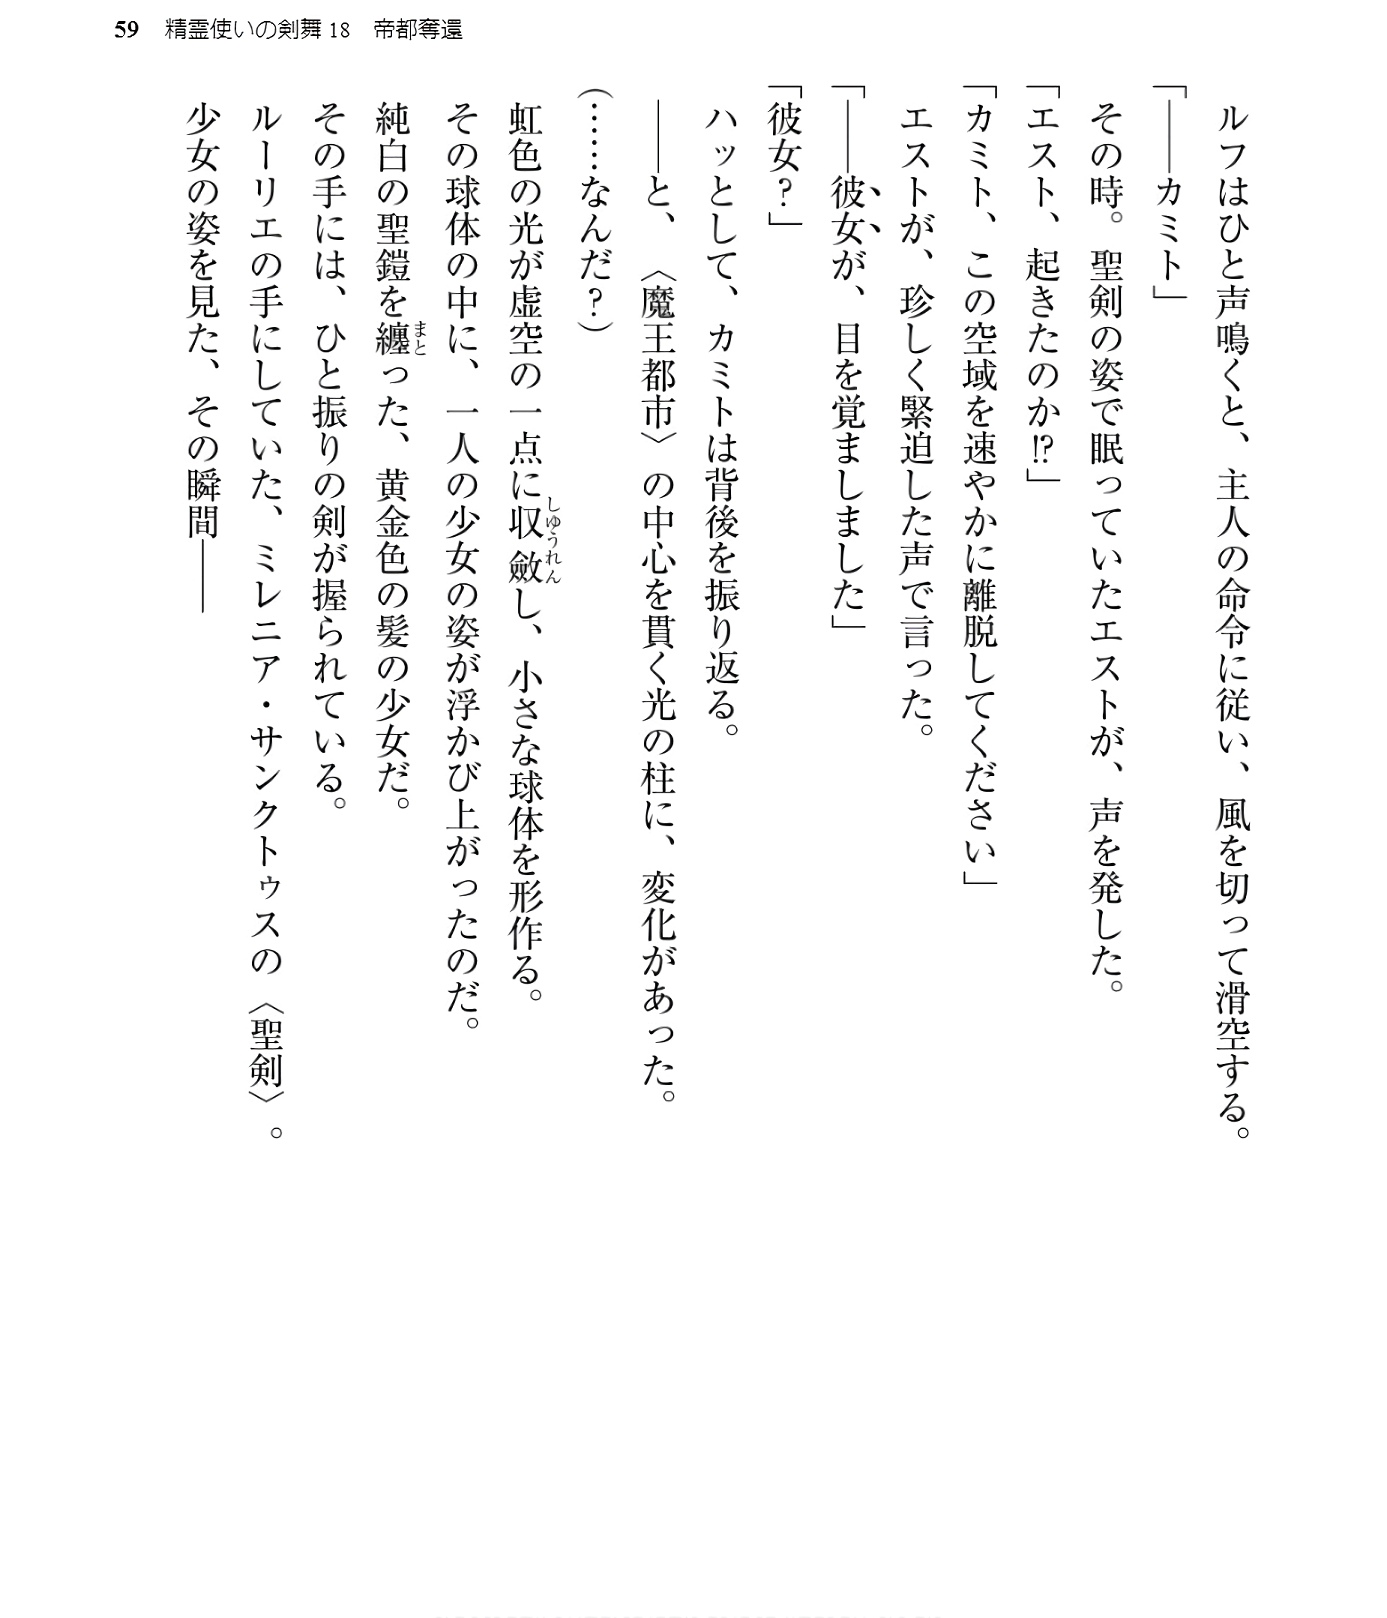 59 精霊使いの剣舞18 帝都奪還
ルフはひと声鳴くと、主人の命令に従い、風を切って滑空する。
「――カミト」
その時。聖剣の姿で眠っていたエストが、声を発した。
「エスト、起きたのか!?」
「カミト、この空域を速やかに離脱してください」
エストが、珍しく緊迫した声で言った。
「――彼女が、目を覚ましました」
「彼女?」
ハッとして、カミトは背後を振り返る。
――と、〈魔王都市〉の中心を貫く光の柱に、変化があった。
(……なんだ?)
虹色の光が虚空の一点に収斂し、小さな球体を形作る。
しゆうれん
その球体の中に、一人の少女の姿が浮かび上がったのだ。
純白の聖鎧を纏った、黄金色の髪の少女だ。
まと
その手には、ひと振りの剣が握られている。
ルーリエの手にしていた、ミレニア・サンクトゥスの〈聖剣〉。
少女の姿を見た、その瞬間――